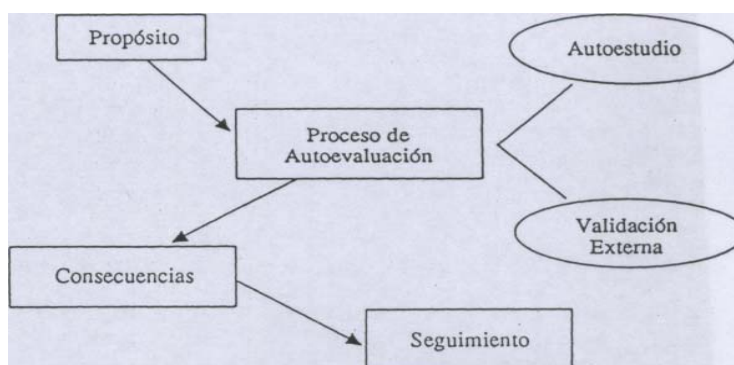 Propósito
Autoestudio
Proceso de
Autoevaluación
Validación
Externa
Consecuencias
Seguimiento